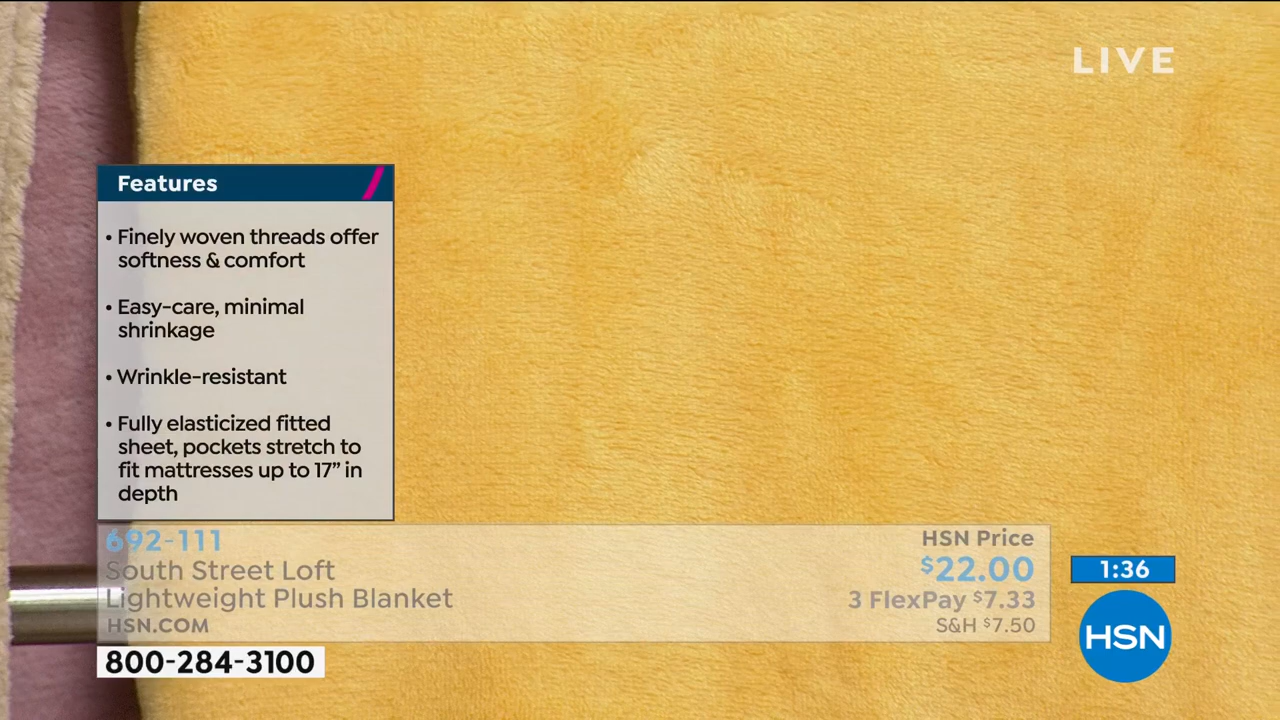 LIVE
Features
• Finely woven threads offer
softness & comfort
• Easy-care, minimal
shrinkage
• Wrinkle-resistant
• Fully elasticized fitted
sheet, pockets stretch to
fit mattresses up to 17” in
depth
692-111
South Street Loft
Lightweight Plush Blanket
HSN.COM
HSN Price
$22.00
3 FlexPay $7.33
S&H $7.50
1:36
HSN
800-284-3100